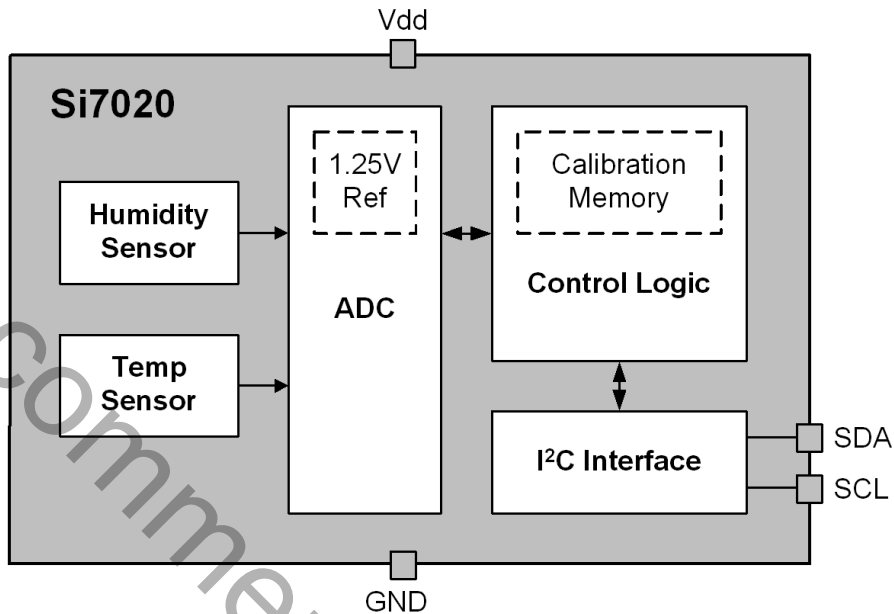 Vdd
Si7020
Humidity
Sensor
Temp
Sensor
1.25V
Ref
ADC
Calibration
Memory
Control Logic
I²C Interface
SDA
SCL
GND